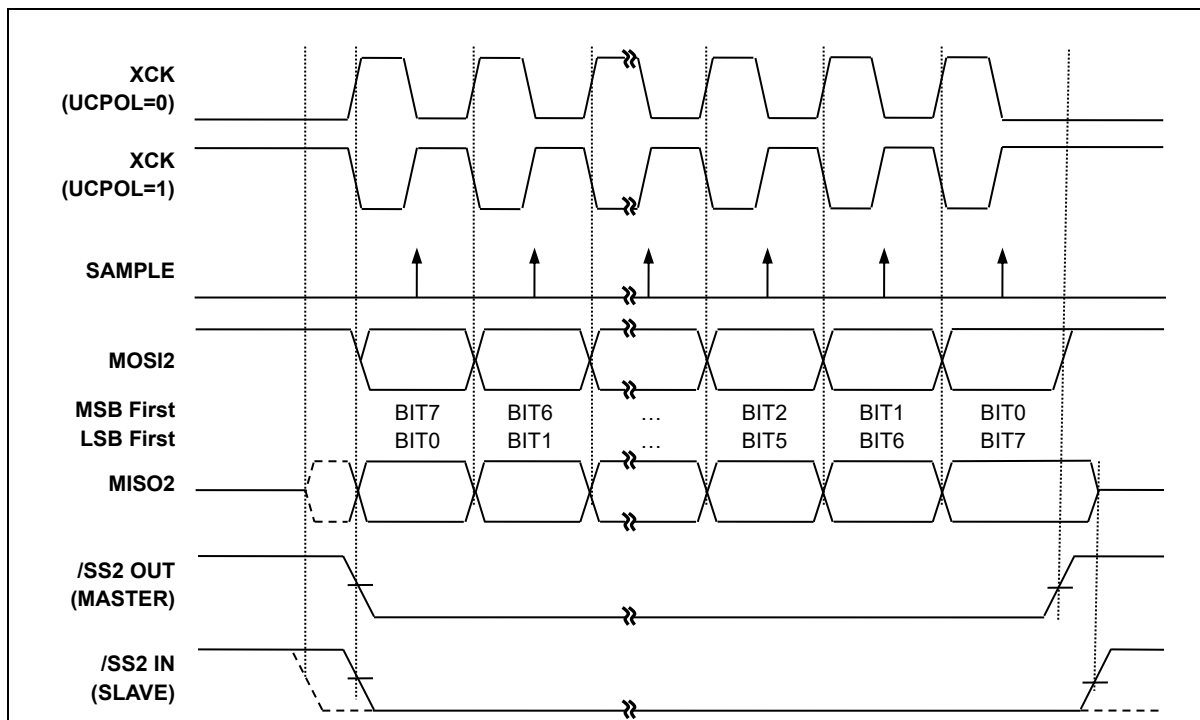 XCK
(UCPOL=0)
XCK
(UCPOL=1)
SAMPLE
MOSI2
MSB First BIT7 BIT6 … BIT2 BIT1 BIT0
LSB First BIT0 BIT1 … BIT5 BIT6 BIT7
MISO2
/SS2 OUT
(MASTER)
/SS2 IN
(SLAVE)